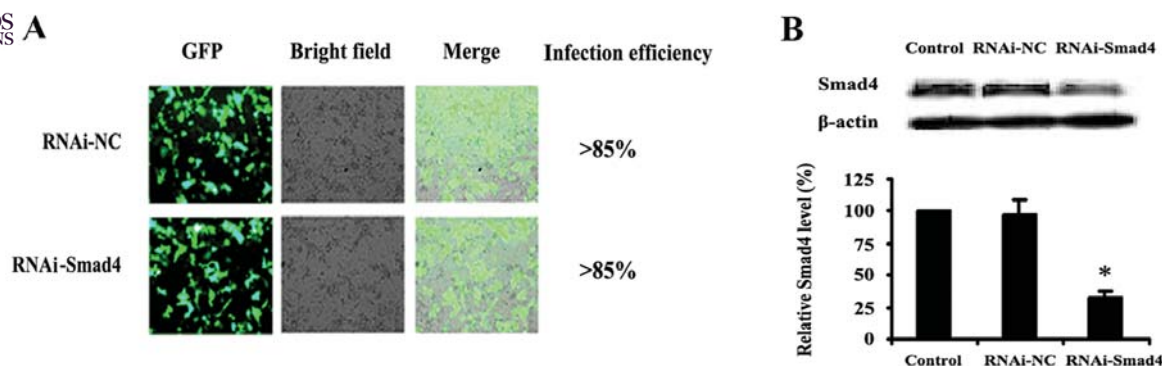 A
GFP Bright field Merge Infection efficiency
RNAi-NC >85%
RNAi-Smad4 >85%
B
Control RNAi-NC RNAi-Smad4
Smad4
β-actin
Relative Smad4 level (%)
125
100
75
50
25
0
*
Control RNAi-NC RNAi-Smad4